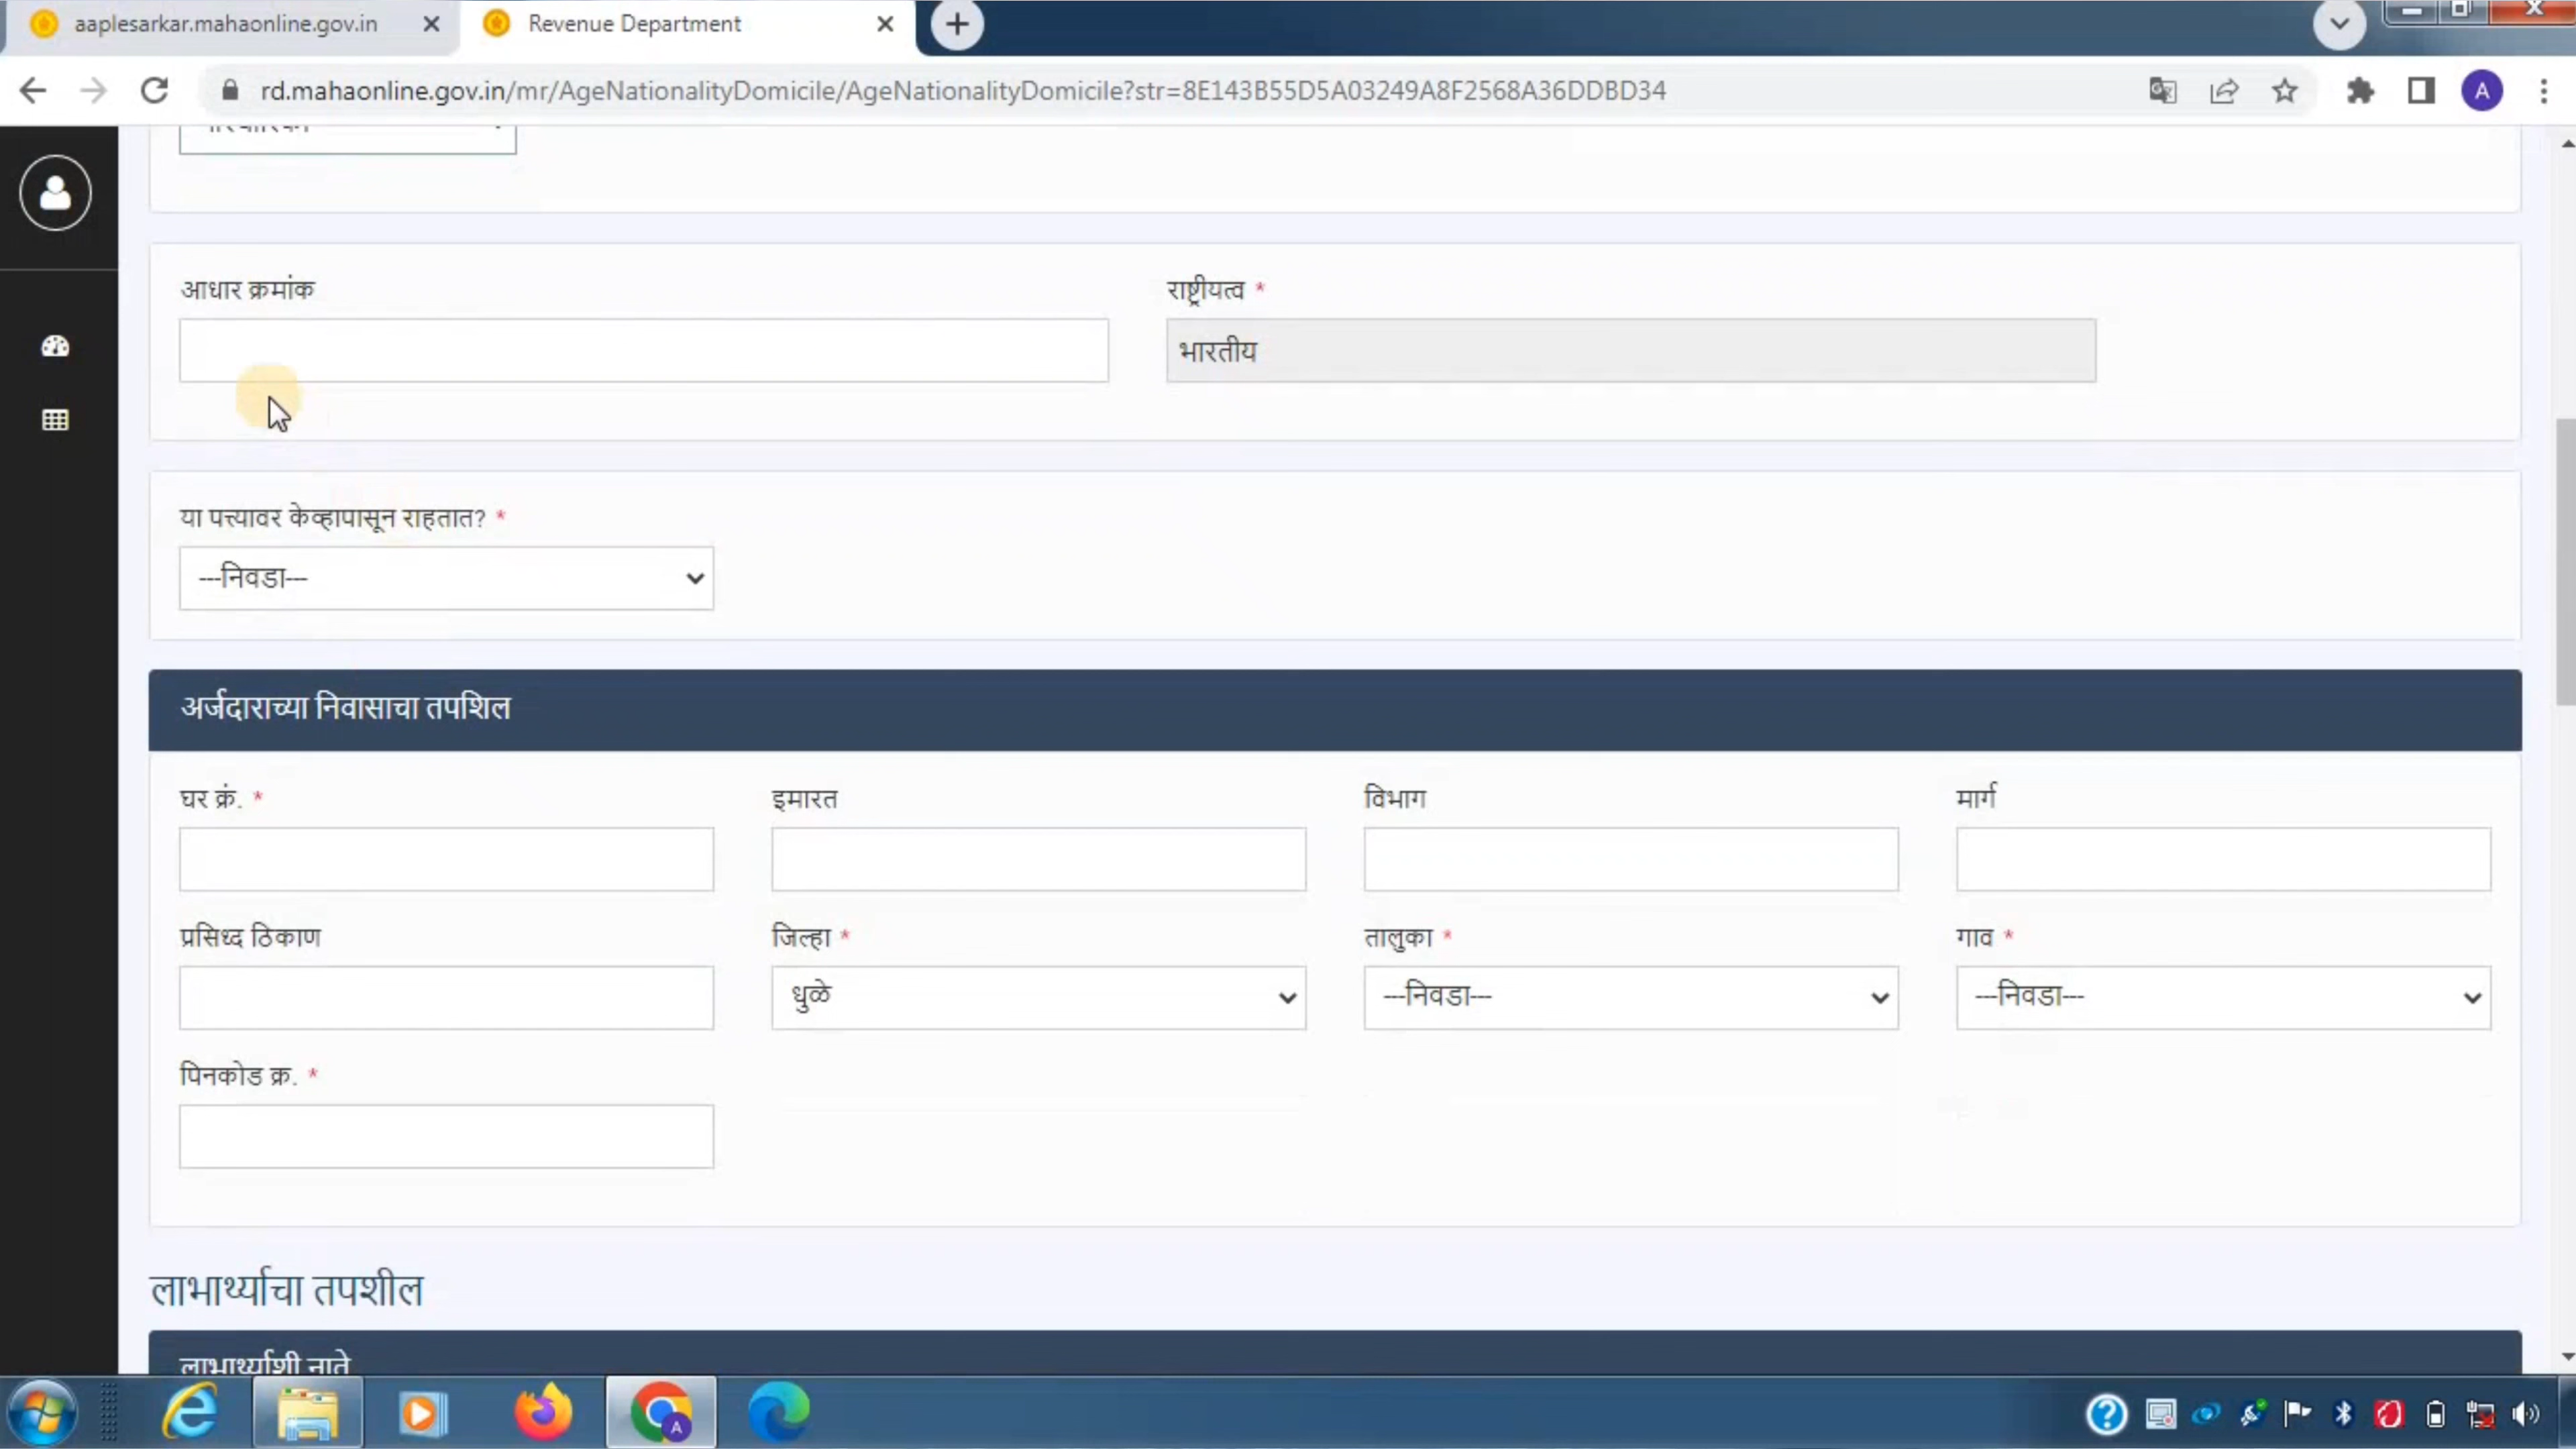 aaplesarkar.mahaonline.gov.in
Revenue Department
rd.mahaonline.gov.in/mr/AgeNationalityDomicile/AgeNationalityDomicile?str=8E143B55D5A03249A8F2568A36DDBD34
A
आधार क्रमांक
राष्ट्रीयत्व *
भारतीय
या पत्त्यावर केव्हापासून राहतात? *
---निवडा---
अर्जदाराच्या निवासाचा तपशिल
घर क्रं. *
इमारत
विभाग
मार्ग
प्रसिध्द ठिकाण
जिल्हा *
तालुका *
गाव *
धुळे
---निवडा---
---निवडा---
पिनकोड क्र. *
लाभार्थ्याचा तपशील
लाभार्थ्याशी नाते
A